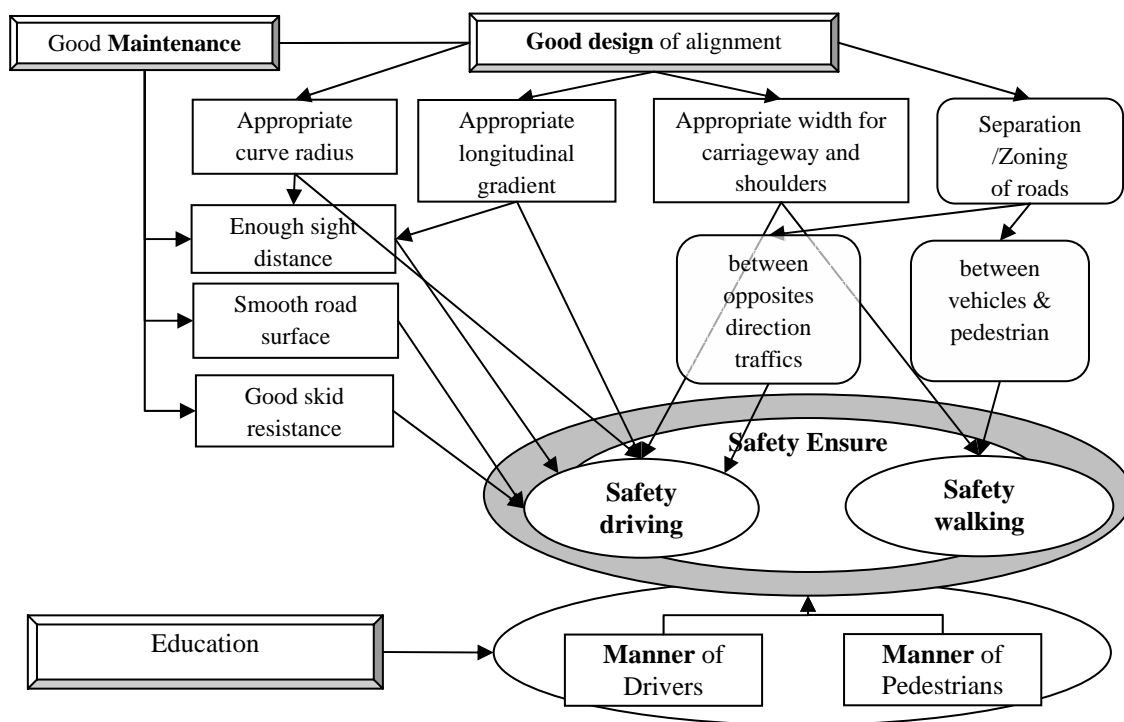 Good Maintenance
Good design of alignment
Appropriate
curve radius
Appropriate
longitudinal
gradient
Appropriate width for
carriageway and
shoulders
Separation
/Zoning
of roads
Enough sight
distance
between
opposites
direction
traffics
between
vehicles &
pedestrian
Smooth road
surface
Good skid
resistance
Safety Ensure
Safety
driving
Safety
walking
Education
Manner of
Drivers
Manner of
Pedestrians